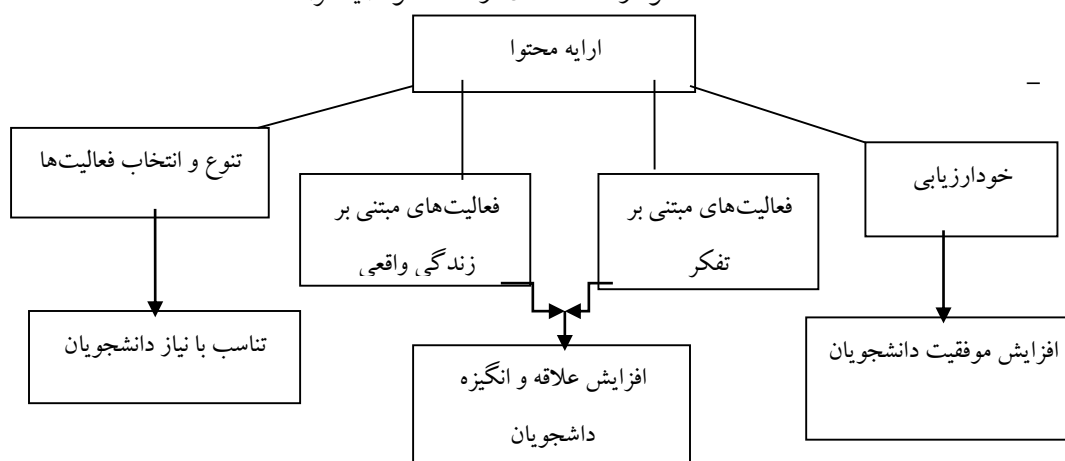 ارایه محتوا
خودارزیابی
فعالیت‌های مبتنی بر
تفکر
فعالیت‌های مبتنی بر
زندگی واقعی
تنوع و انتخاب فعالیت‌ها
افزایش موفقیت دانشجویان
افزایش علاقه و انگیزه
داشجویان
تناسب با نیاز دانشجویان